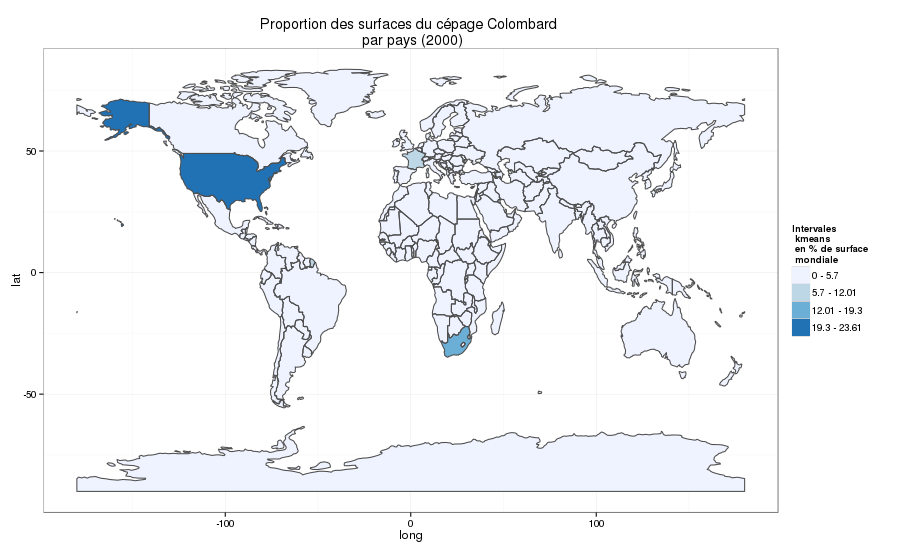 Proportion des surfaces du cépage Colombard
par pays (2000)
50
0
-50
lat
-100
0
100
long
Intervales
kmeans
en % de surface
mondiale
0 - 5.7
5.7 - 12.01
12.01 - 19.3
19.3 - 23.61